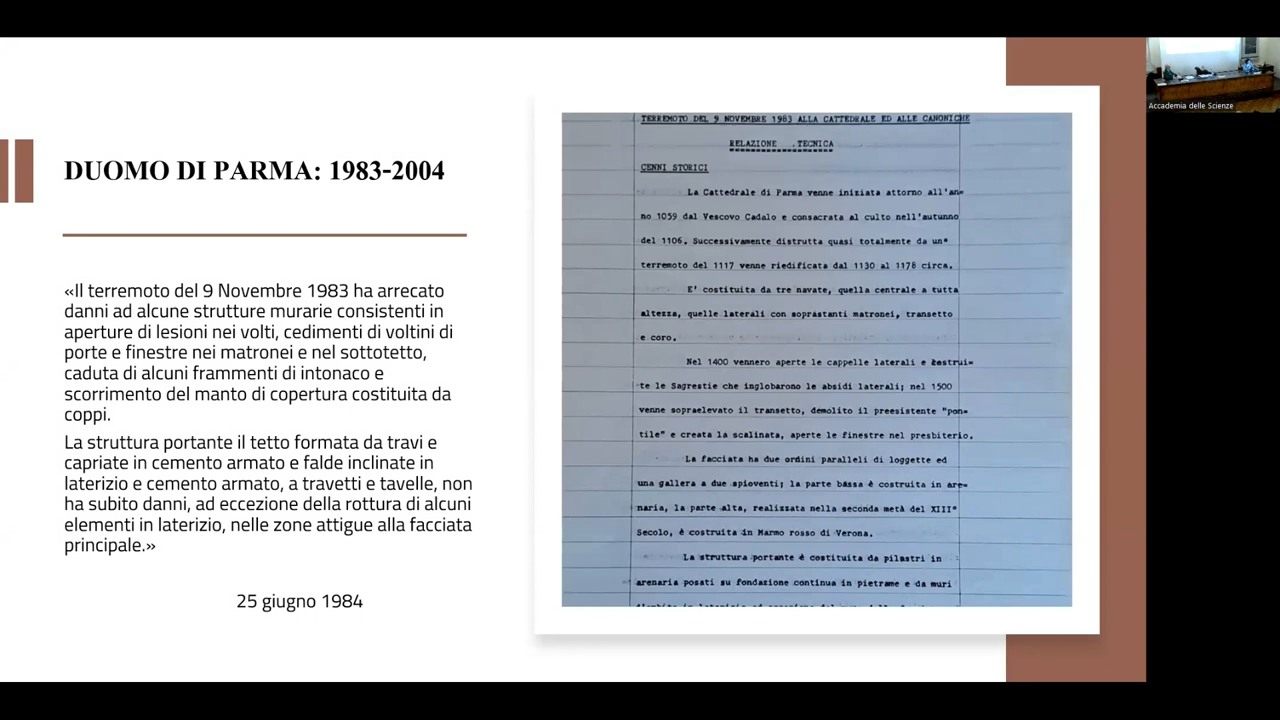 DUOMO DI PARMA: 1983-2004
«Il terremoto del 9 Novembre 1983 ha arrecato
danni ad alcune strutture murarie consistenti in
aperture di lesioni nei volti, cedimenti di voltini di
porte e finestre nei matronei e nel sottotetto,
caduta di alcuni frammenti di intonaco e
scorrimento del manto di copertura costituita da
coppi.
La struttura portante il tetto formata da travi e
capriate in cemento armato e falde inclinate in
laterizio e cemento armato, a travetti e tavelle, non
ha subito danni, ad eccezione della rottura di alcuni
elementi in laterizio, nelle zone attigue alla facciata
principale.»
25 giugno 1984
TERREMOTO DEL 9 NOVEMBRE 1983 ALLA CATTEDRALE ED ALLE CANONICHE
RELAZIONE TECNICA
CENNI STORICI
La Cattedrale di Parma venne iniziata attorno all'an=
no 1059 dal Vescovo Cadalo e consacrata al culto nell'autunno
del 1106. Successivamente distrutta quasi totalmente da un*
terremoto del 1117 venne riedificata dal 1130 al 1178 circa.
E' costituita da tre navate, quella centrale a tutta
altezza, quelle laterali con soprastanti matronei, transetto
e coro.
Nel 1400 vennero aperte le cappelle laterali e costrui=
te le Sagrestie che inglobarono le absidi laterali; nel 1500
venne sopraelevato il transetto, demolito il preesistente "pon=
tile" e creata la scalinata, aperte le finestre nel presbiterio.
La facciata ha due ordini paralleli di loggette ed
una gallera a due spioventi; la parte bassa è costruita in are=
naria, la parte alta, realizzata nella seconda metà del XIII°
Secolo, è costruita in Marmo rosso di Verona.
La struttura portante è costituita da pilastri in
arenaria posati su fondazione continua in pietrame e da muri
Accademia delle Scienze